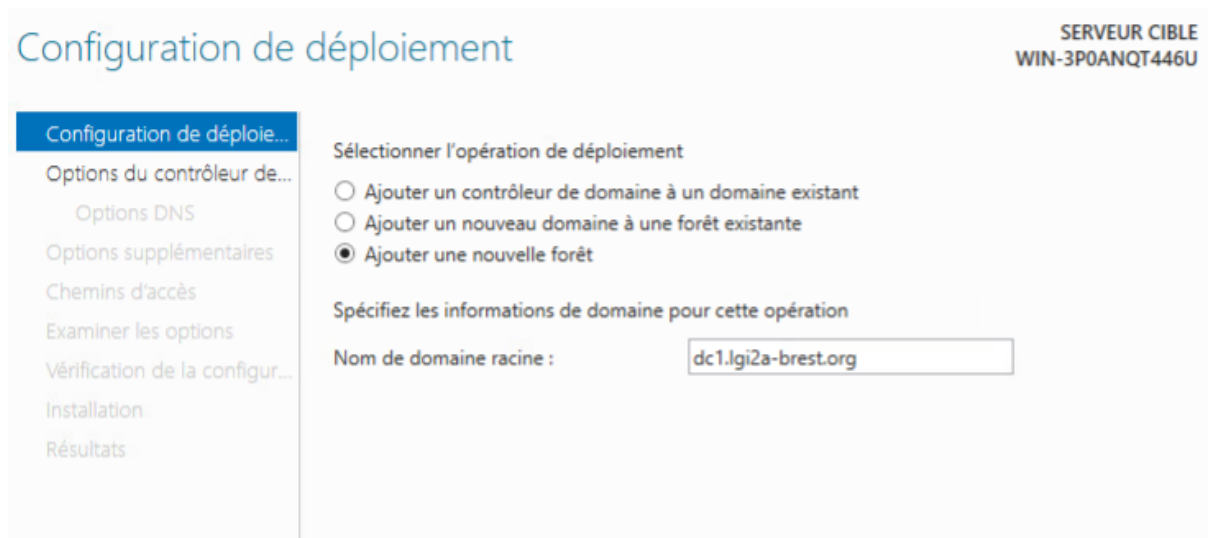 Configuration de déploiement
SERVEUR CIBLE
WIN-3P0ANQT446U
Configuration de déploie...
Options du contrôleur de...
Options DNS
Options supplémentaires
Chemins d'accès
Examiner les options
Vérification de la configur...
Installation
Résultats
Sélectionner l'opération de déploiement
Ajouter un contrôleur de domaine à un domaine existant
Ajouter un nouveau domaine à une forêt existante
Ajouter une nouvelle forêt
Spécifiez les informations de domaine pour cette opération
Nom de domaine racine : dc1.lgi2a-brest.org